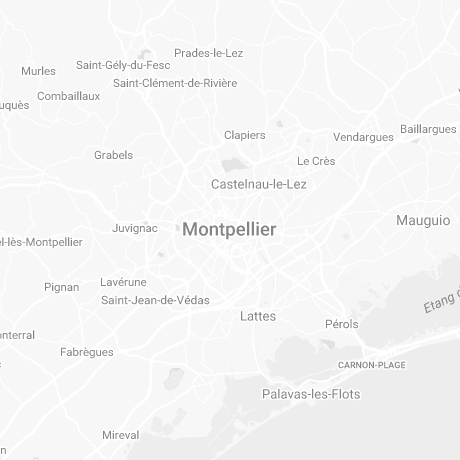 Prades-le-Lez
Saint-Gély-du-Fesc
Murles
Saint-Clément-de-Rivière
Combaillaux
uquès
Baillargues
Clapiers
Vendargues
Grabels
Le Crès
Castelnau-le-Lez
Mauguio
Juvignac
Montpellier
el-lès-Montpellier
Lavérune
Pignan
Saint-Jean-de-Védas
Etang d
Lattes
Pérols
onterral
Fabrègues
CARNON-PLAGE
Palavas-les-Flots
Mireval
n